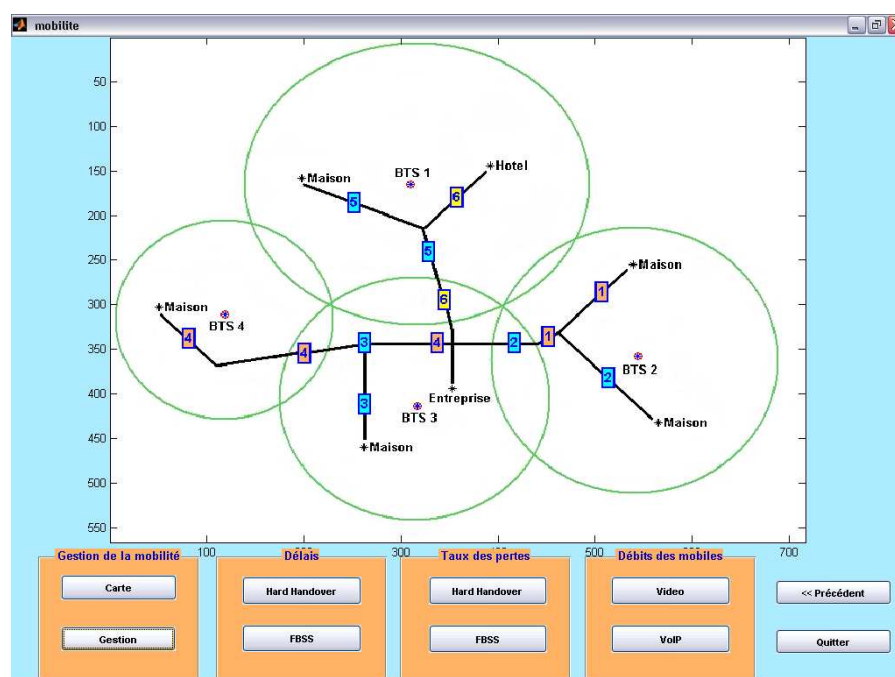 mobilite
50
100
150
200
250
300
350
400
450
500
550
100
200
300
400
500
600
700
Maison
BTS 1
Hotel
5
6
5
6
Maison
1
Maison
BTS 4
4
4
3
4
2
1
BTS 2
2
3
Entreprise
BTS 3
Maison
Maison
Gestion de la mobilité
Délais
Taux des pertes
Débits des mobiles
Carte
Hard Handover
Hard Handover
Video
<< Précédent
Gestion
FBSS
FBSS
VoIP
Quitter